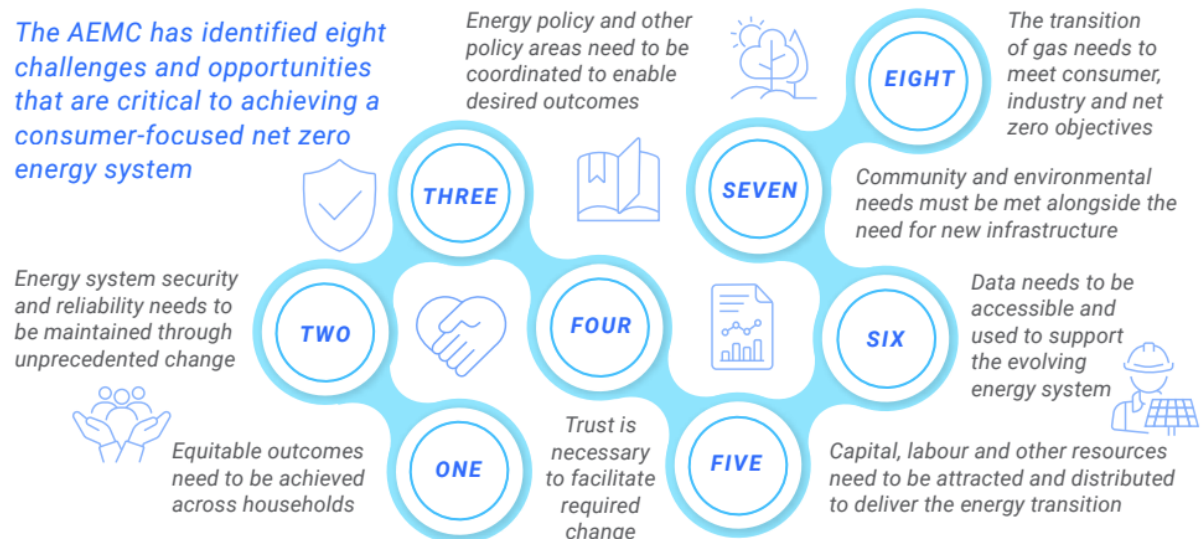 The AEMC has identified eight
challenges and opportunities
that are critical to achieving a
consumer-focused net zero
energy system
Energy policy and other
policy areas need to be
coordinated to enable
desired outcomes
EIGHT
The transition
of gas needs to
meet consumer,
industry and net
zero objectives
THREE
SEVEN
Community and environmental
needs must be met alongside the
need for new infrastructure
Energy system security
and reliability needs to
be maintained through
unprecedented change
TWO
FOUR
SIX
Data needs to be
accessible and
used to support
the evolving
energy system
Equitable outcomes
need to be achieved
across households
ONE
Trust is
necessary
to facilitate
required
change
FIVE
Capital, labour and other resources
need to be attracted and distributed
to deliver the energy transition